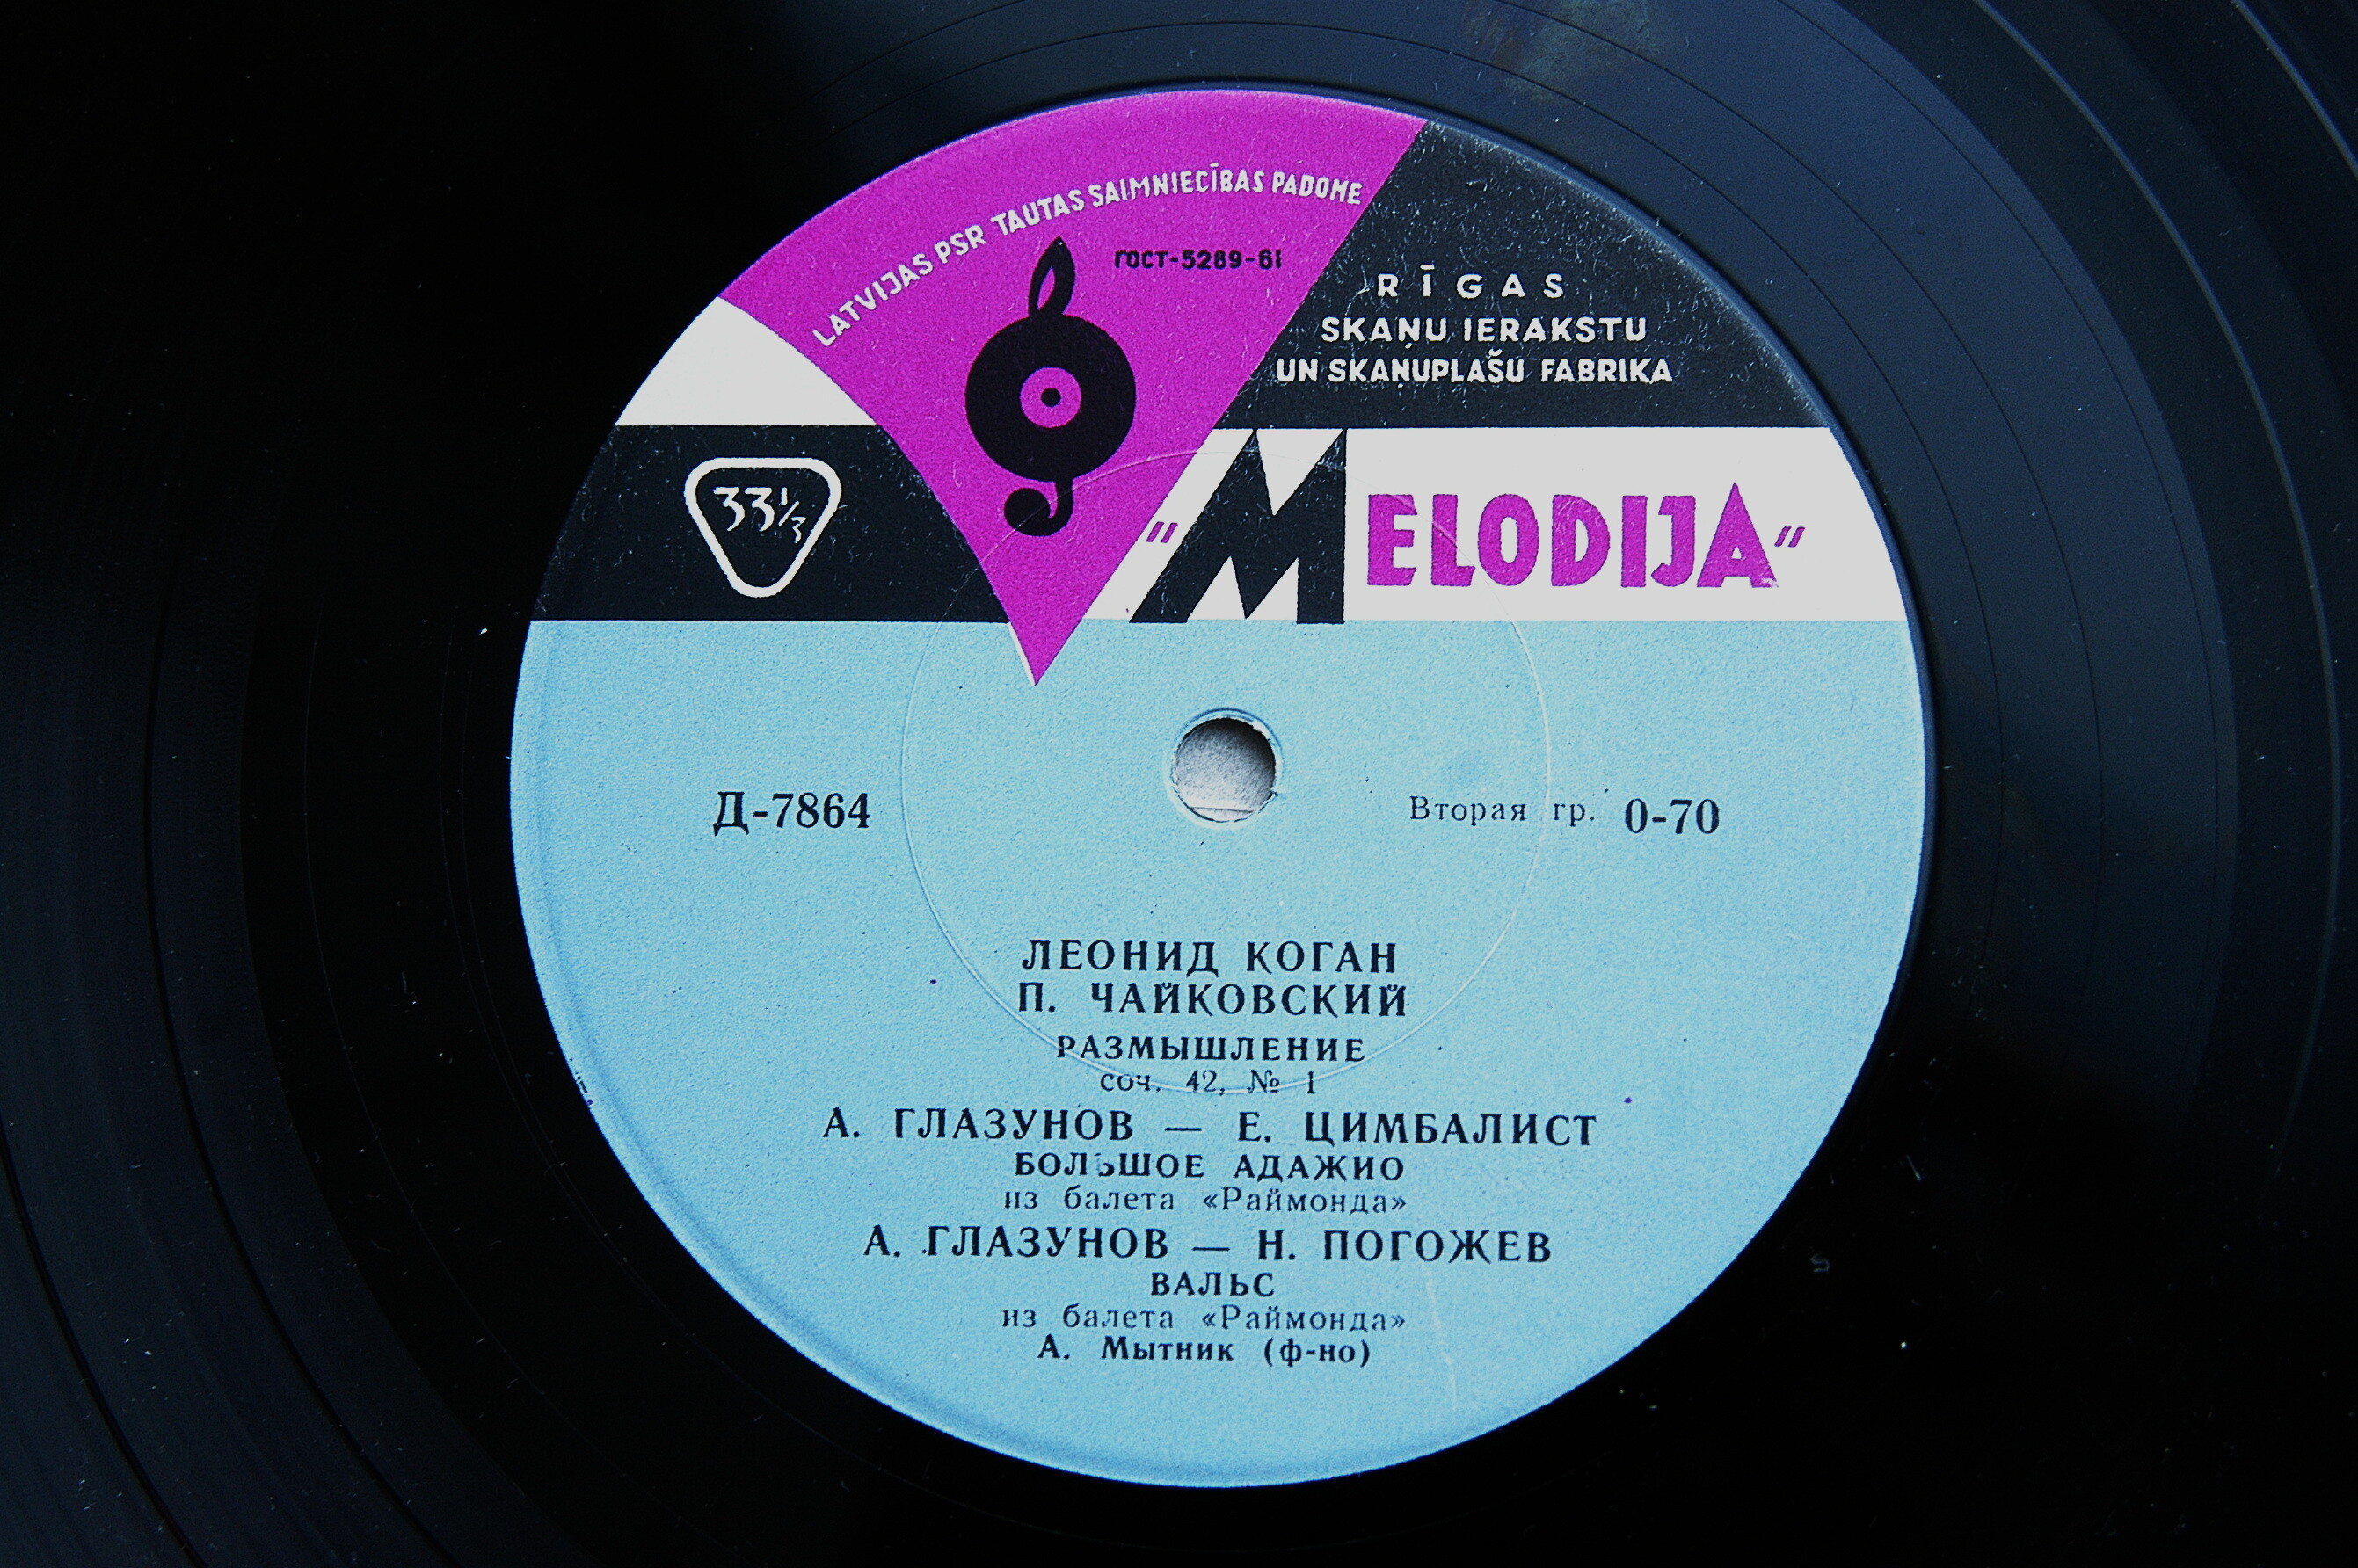 LATVIJAS PSR TAUTAS SAIMNIECĪBAS PADOME
ГОСТ-5289-61
RĪGAS
SKAŅU IERAKSTU
UN SKAŅUPLAŠU FABRIKA
33⅓
"MELODIJA"
Д-7864
Вторая гр. 0-70
ЛЕОНИД КОГАН
П. ЧАЙКОВСКИЙ
РАЗМЫШЛЕНИЕ
соч. 42, № 1
А. ГЛАЗУНОВ — Е. ЦИМБАЛИСТ
БОЛЬШОЕ АДАЖИО
из балета «Раймонда»
А. ГЛАЗУНОВ — Н. ПОГОЖЕВ
ВАЛЬС
из балета «Раймонда»
А. Мытник (ф-но)